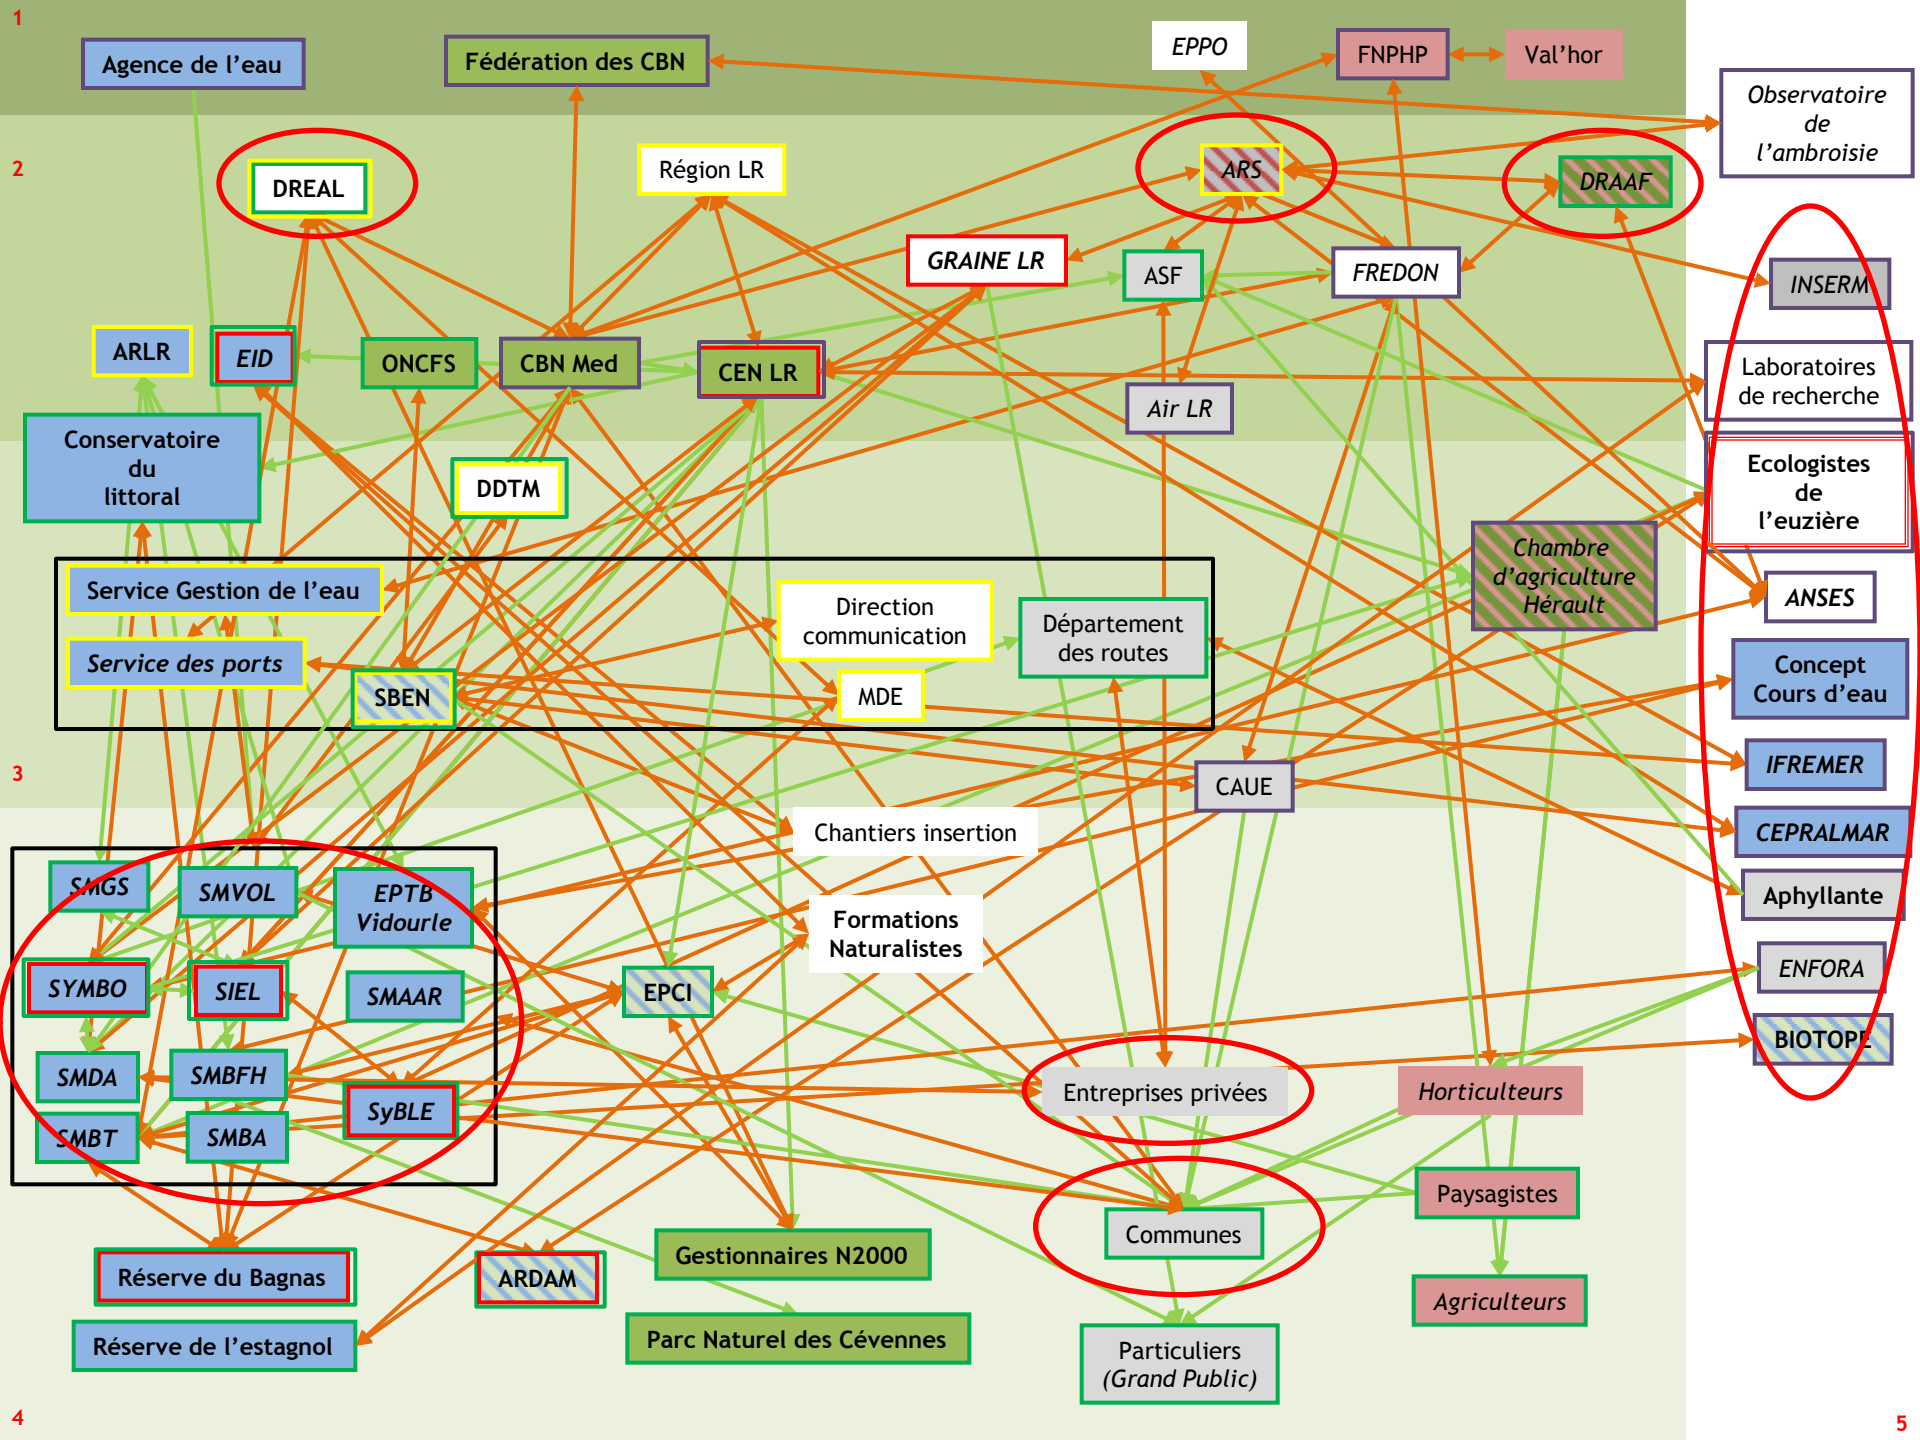 1
Agence de l'eau
Fédération des CBN
EPPO
FNPHP
Val'hor
Observatoire
de
l'ambroisie
2
DREAL
Région LR
ARS
DRAAF
GRAINE LR
ASF
FREDON
INSERM
ARLR
EID
ONCFS
CBN Med
CEN LR
Air LR
Laboratoires
de recherche
Conservatoire
du
littoral
DDTM
Ecologistes
de
l'euzière
Chambre
d'agriculture
Hérault
Service Gestion de l'eau
Direction
communication
Département
des routes
ANSES
Service des ports
SBEN
MDE
Concept
Cours d'eau
3
CAUE
IFREMER
Chantiers insertion
CEPRALMAR
SMGS
SMVOL
EPTB
Vidourle
Aphyllante
Formations
Naturalistes
SYMBO
SIEL
SMAAR
EPCI
ENFORA
BIOTOPE
SMDA
SMBFH
SyBLE
Entreprises privées
Horticulteurs
SMBT
SMBA
Paysagistes
Communes
Réserve du Bagnas
ARDAM
Gestionnaires N2000
Agriculteurs
Réserve de l'estagnol
Parc Naturel des Cévennes
Particuliers
(Grand Public)
4
5